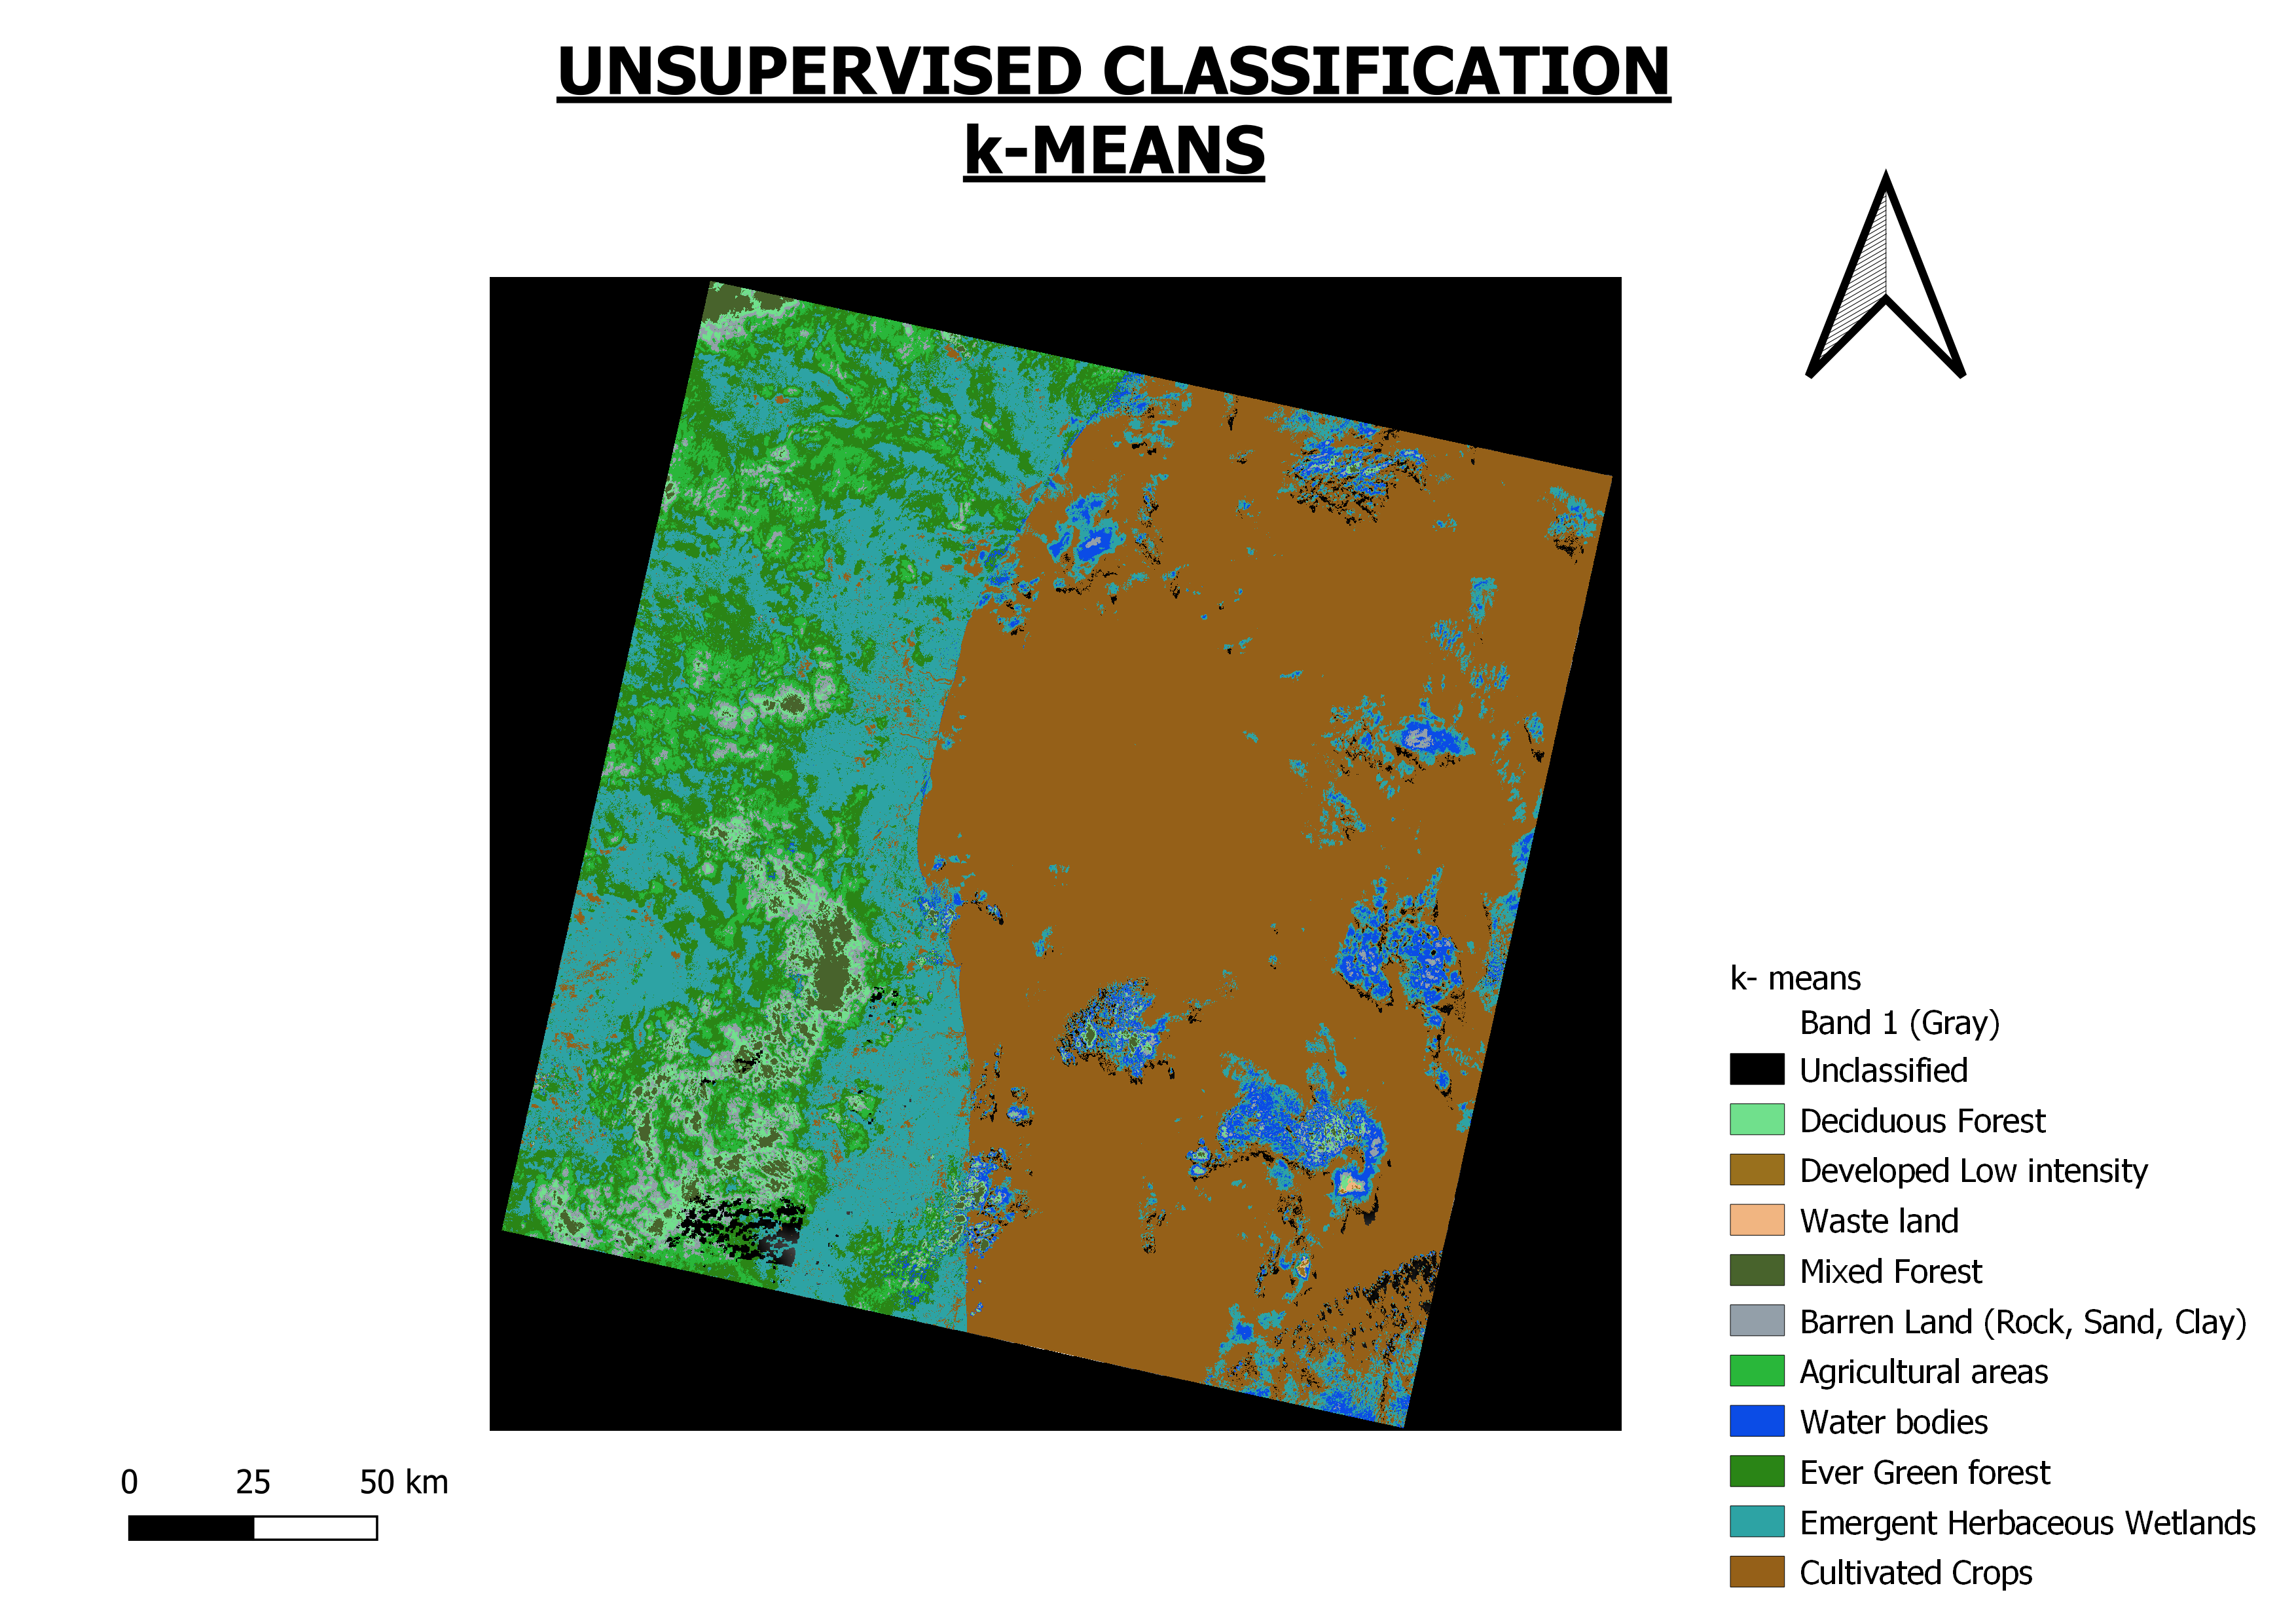 UNSUPERVISED CLASSIFICATION
k-MEANS
k- means
Band 1 (Gray)
Unclassified
Deciduous Forest
Developed Low intensity
Waste land
Mixed Forest
Barren Land (Rock, Sand, Clay)
Agricultural areas
Water bodies
Ever Green forest
Emergent Herbaceous Wetlands
Cultivated Crops
0 25 50 km